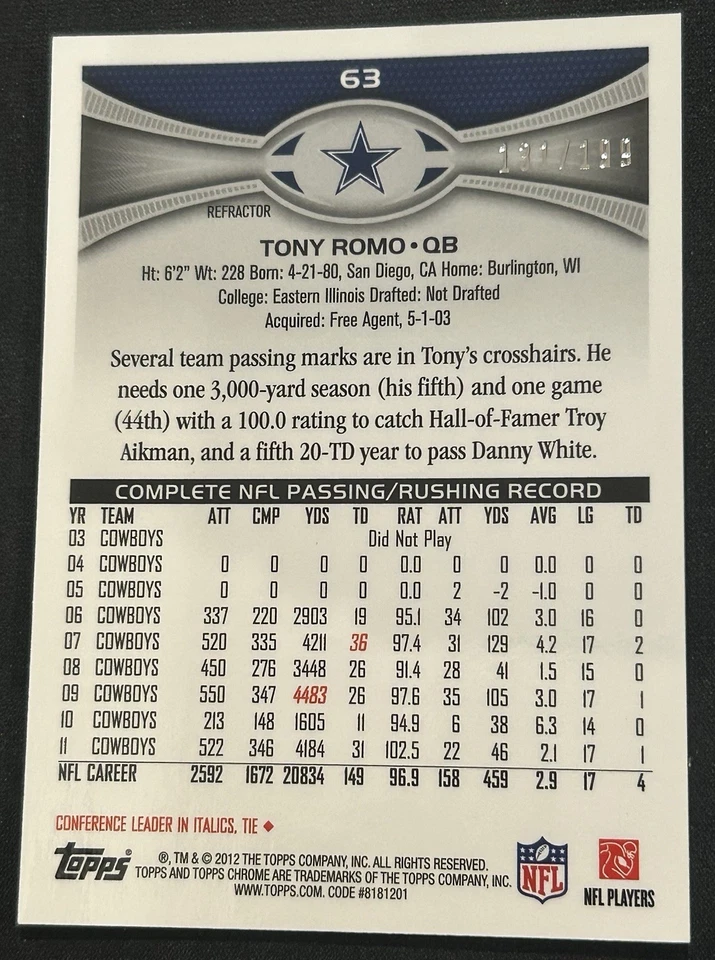 63
REFRACTOR
TONY ROMO • QB
Ht: 6'2" Wt: 228 Born: 4-21-80, San Diego, CA Home: Burlington, WI
College: Eastern Illinois Drafted: Not Drafted
Acquired: Free Agent, 5-1-03
Several team passing marks are in Tony's crosshairs. He
needs one 3,000-yard season (his fifth) and one game
(44th) with a 100.0 rating to catch Hall-of-Famer Troy
Aikman, and a fifth 20-TD year to pass Danny White.
COMPLETE NFL PASSING/RUSHING RECORD
YR TEAM ATT CMP YDS TD RAT ATT YDS AVG LG TD
03 COWBOYS Did Not Play
04 COWBOYS 0 0 0 0 0.0 0 0 0.0 0 0
05 COWBOYS 0 0 0 0 0.0 2 -2 -1.0 0 0
06 COWBOYS 337 220 2903 19 95.1 34 102 3.0 16 0
07 COWBOYS 520 335 4211 36 97.4 31 129 4.2 17 2
08 COWBOYS 450 276 3448 26 91.4 28 41 1.5 15 0
09 COWBOYS 550 347 4483 26 97.6 35 105 3.0 17 1
10 COWBOYS 213 148 1605 11 94.9 6 38 6.3 14 0
11 COWBOYS 522 346 4184 31 102.5 22 46 2.1 17 1
NFL CAREER 2592 1672 20834 149 96.9 158 459 2.9 17 4
CONFERENCE LEADER IN ITALICS, TIE ♦
topps®
®, TM & © 2012 THE TOPPS COMPANY, INC. ALL RIGHTS RESERVED.
TOPPS AND TOPPS CHROME ARE TRADEMARKS OF THE TOPPS COMPANY, INC.
WWW.TOPPS.COM. CODE #8181201
NFL
NFL PLAYERS